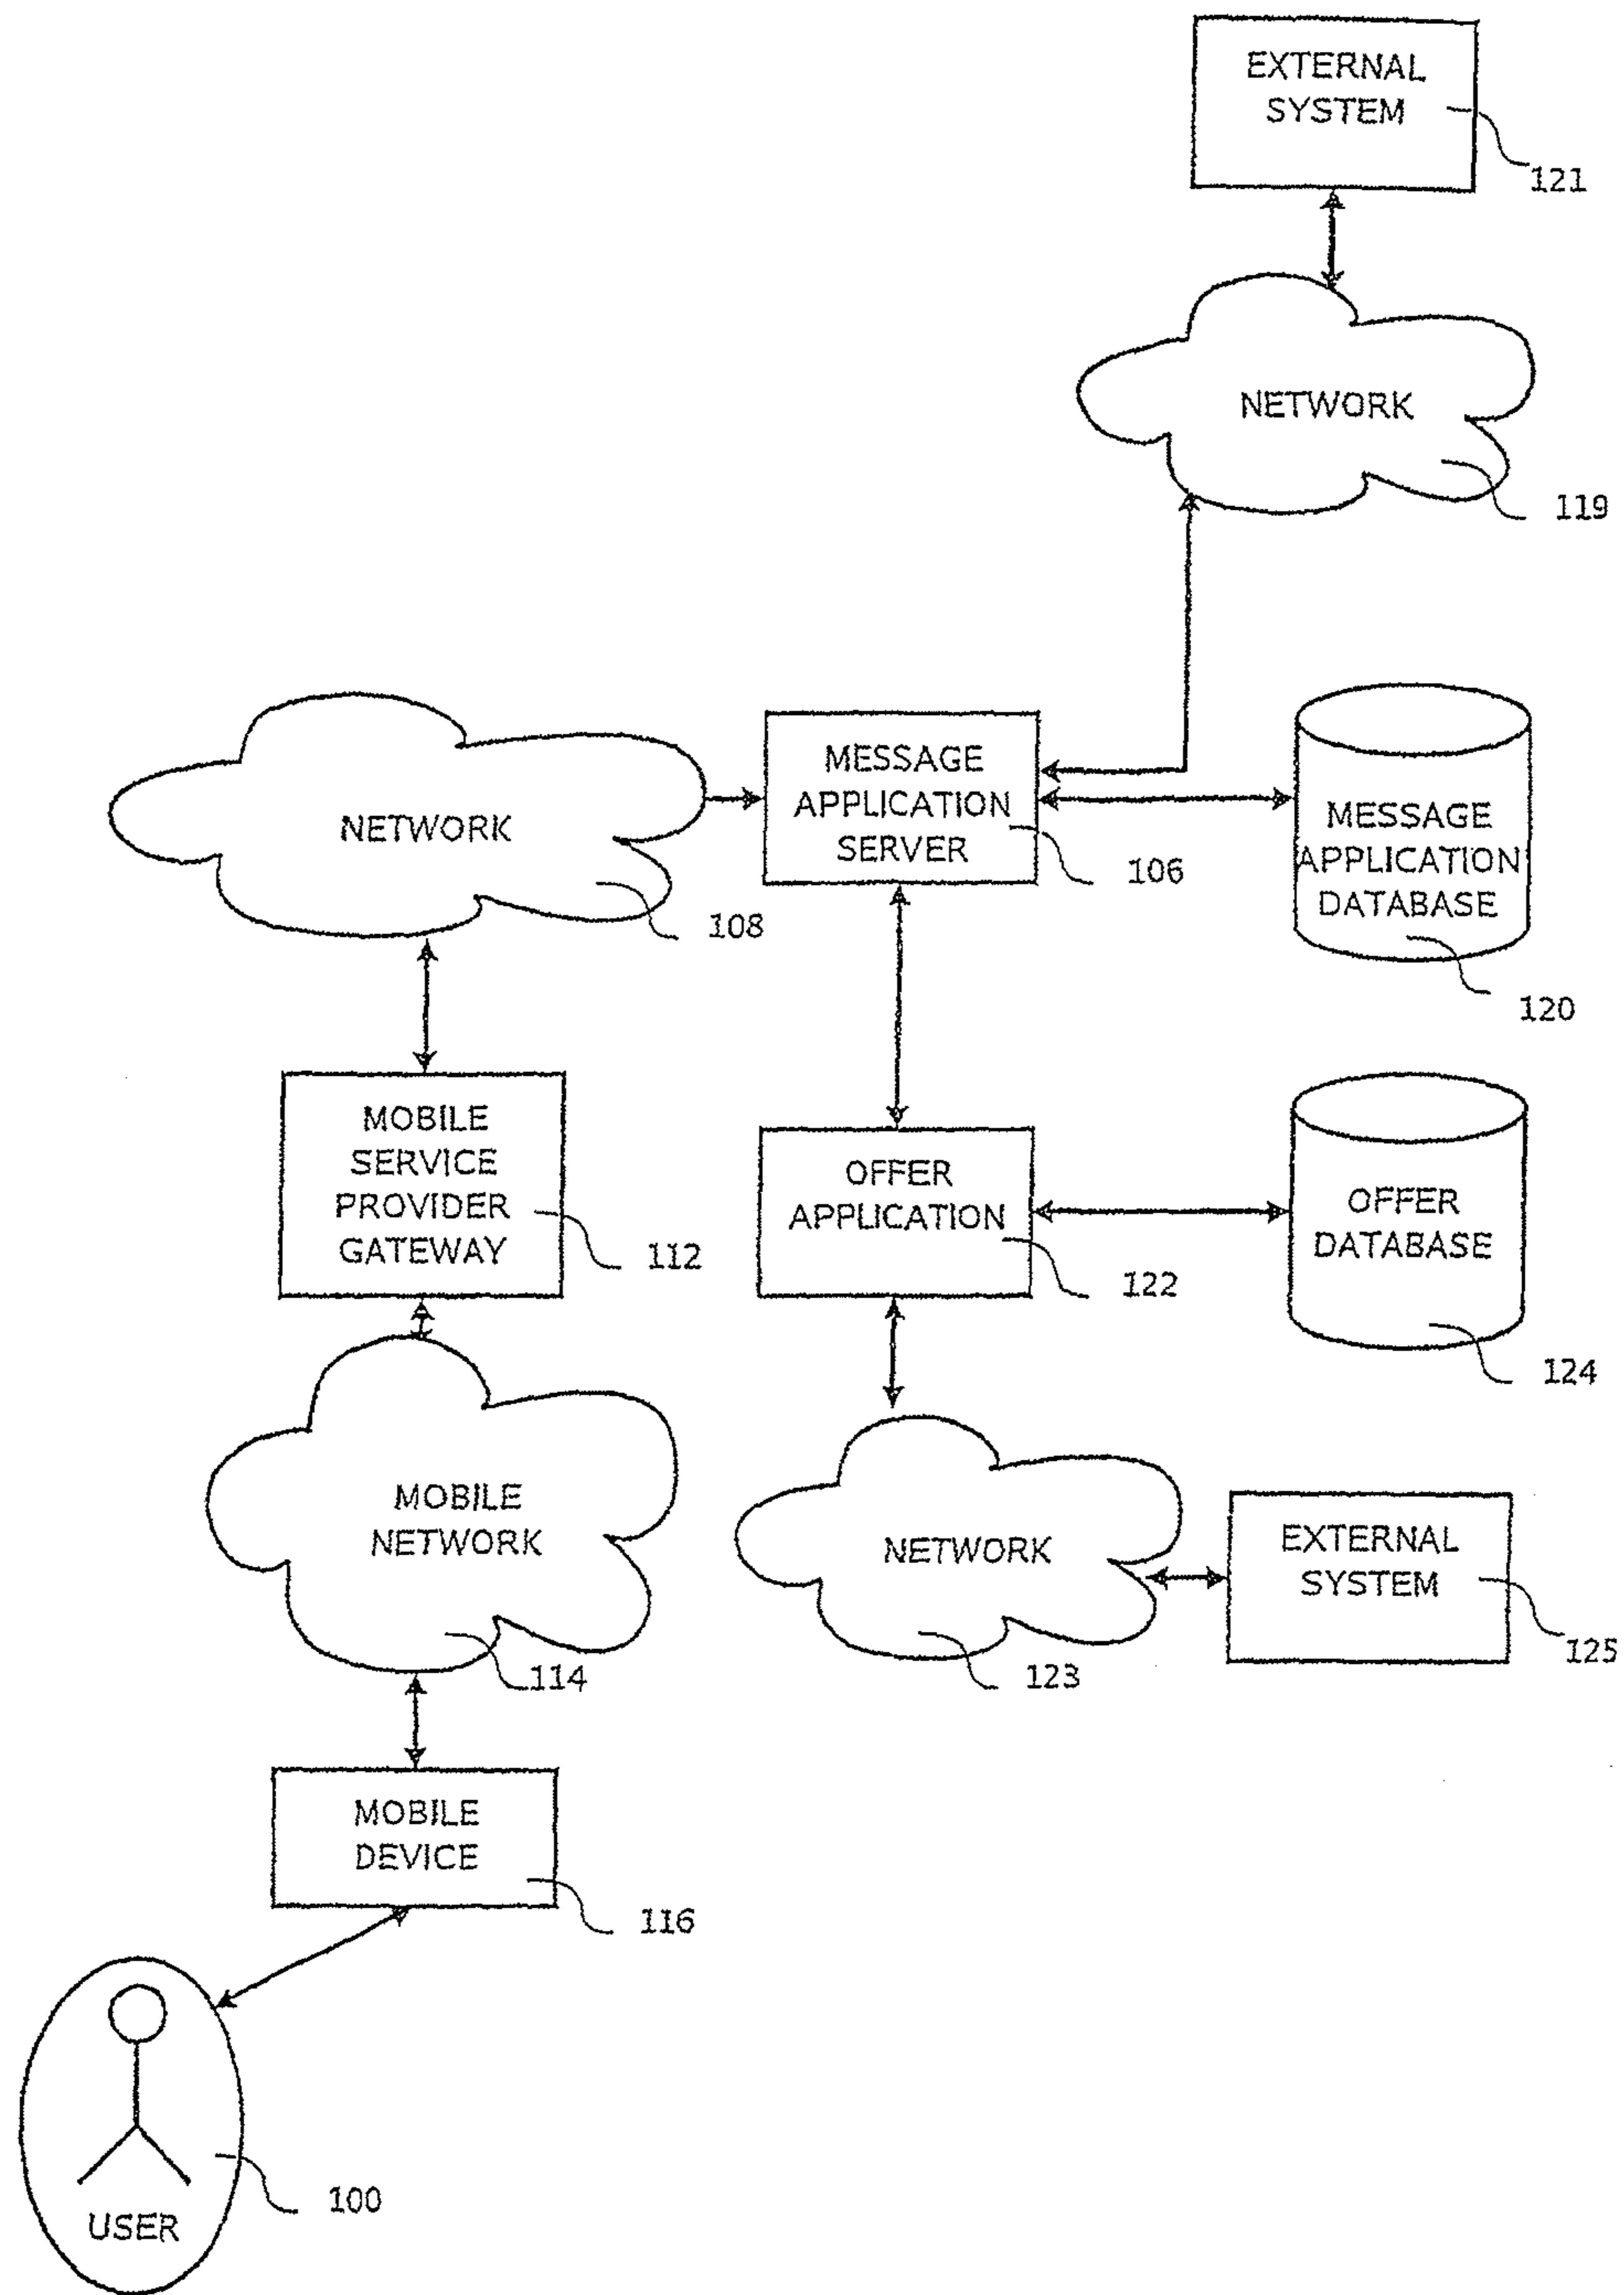 EXTERNAL
SYSTEM
121
NETWORK
119
MESSAGE
APPLICATION
SERVER
106
NETWORK
108
MESSAGE
APPLICATION
DATABASE
120
MOBILE
SERVICE
PROVIDER
GATEWAY
112
OFFER
APPLICATION
122
OFFER
DATABASE
124
MOBILE
NETWORK
114
NETWORK
123
EXTERNAL
SYSTEM
125
MOBILE
DEVICE
116
USER
100